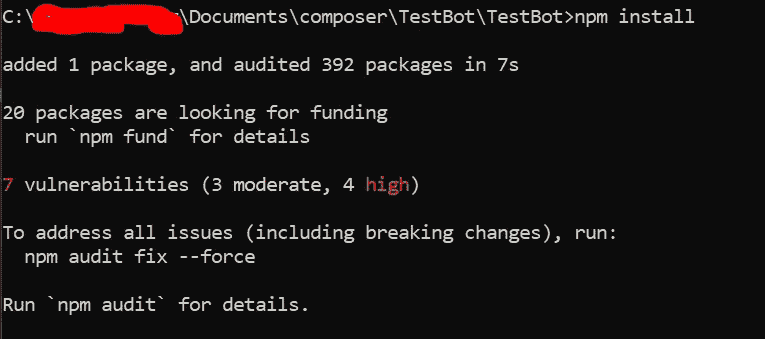 C:\\Documents\composer\TestBot\TestBot>npm install
added 1 package, and audited 392 packages in 7s
20 packages are looking for funding
run `npm fund` for details
7 vulnerabilities (3 moderate, 4 high)
To address all issues (including breaking changes), run:
npm audit fix --force
Run `npm audit` for details.